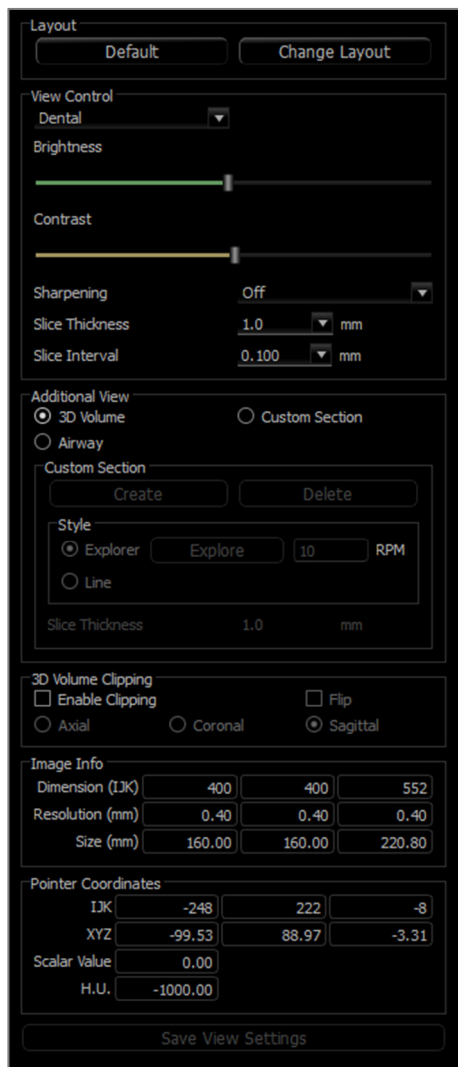 Layout
Default Change Layout
View Control
Dental
Brightness
Contrast
Sharpening Off
Slice Thickness 1.0 mm
Slice Interval 0.100 mm
Additional View
3D Volume Custom Section
Airway
Custom Section
Create Delete
Style
Explorer Explore 10 RPM
Line
Slice Thickness 1.0 mm
3D Volume Clipping
Enable Clipping Flip
Axial Coronal Sagittal
Image Info
Dimension (IJK) 400 400 552
Resolution (mm) 0.40 0.40 0.40
Size (mm) 160.00 160.00 220.80
Pointer Coordinates
IJK -248 222 -8
XYZ -99.53 88.97 -3.31
Scalar Value 0.00
H.U. -1000.00
Save View Settings